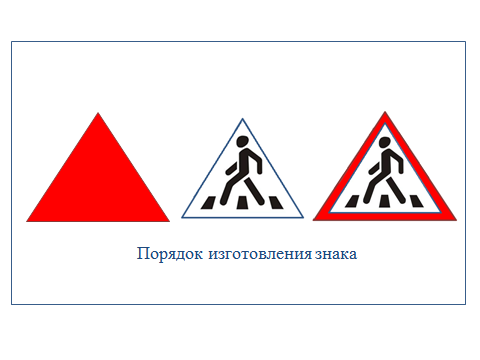 Порядок изготовления знака